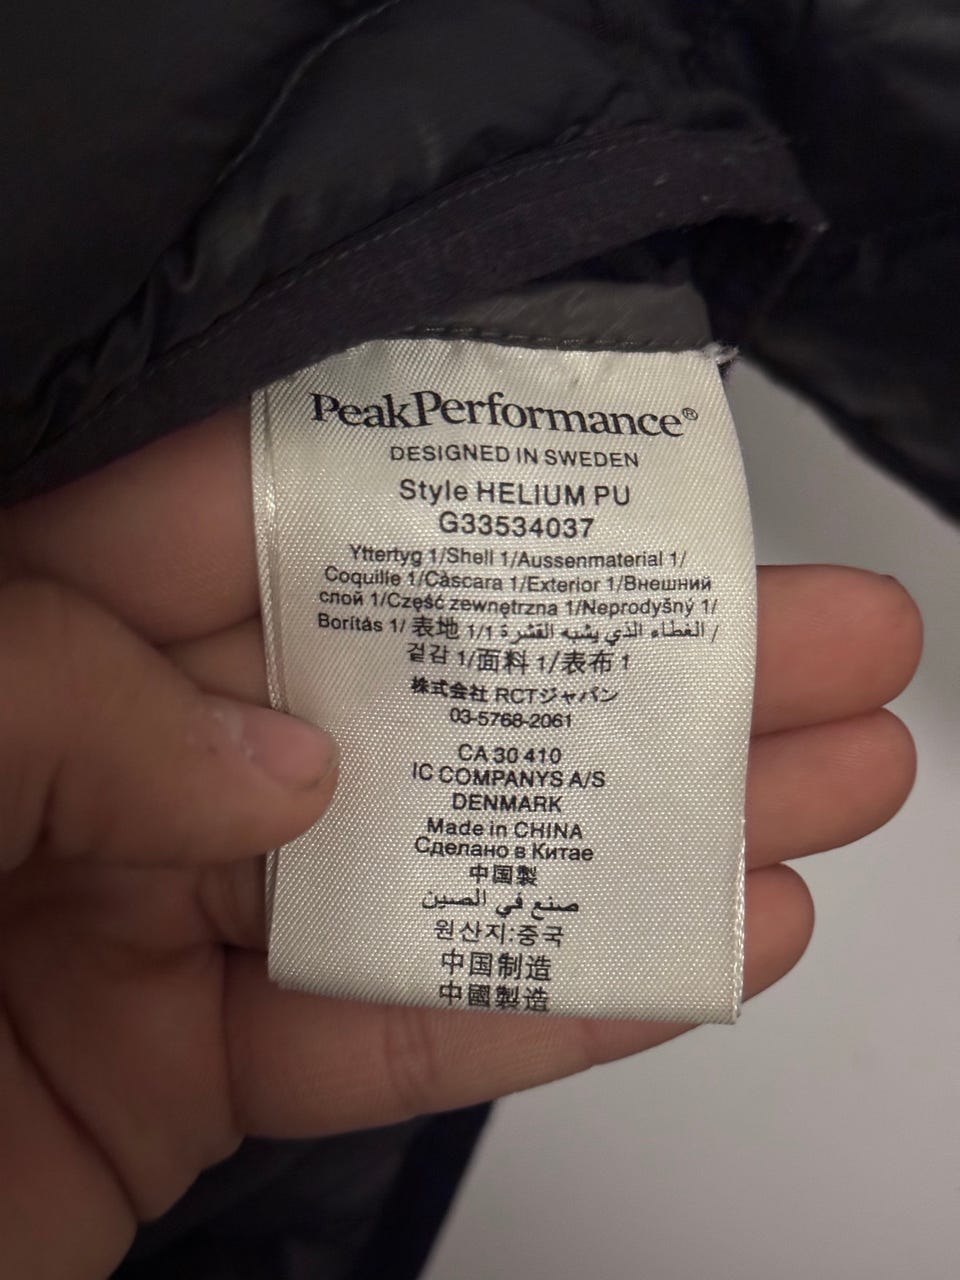 PeakPerformance®
DESIGNED IN SWEDEN
Style HELIUM PU
G33534037
Yttertyg 1/Shell 1/Aussenmaterial 1/
Coquille 1/Càscara 1/Exterior 1/Внешний
слой 1/Część zewnętrzna 1/Neprodyšný 1/
Borítás 1/ 表地 1/1 الغطاء الذي يشبه القشرة /
겉감 1/面料 1/表布 1
株式会社 RCTジャパン
03-5768-2061
CA 30 410
IC COMPANYS A/S
DENMARK
Made in CHINA
Сделано в Китае
中国製
صنع في الصين
원산지:중국
中国制造
中國製造